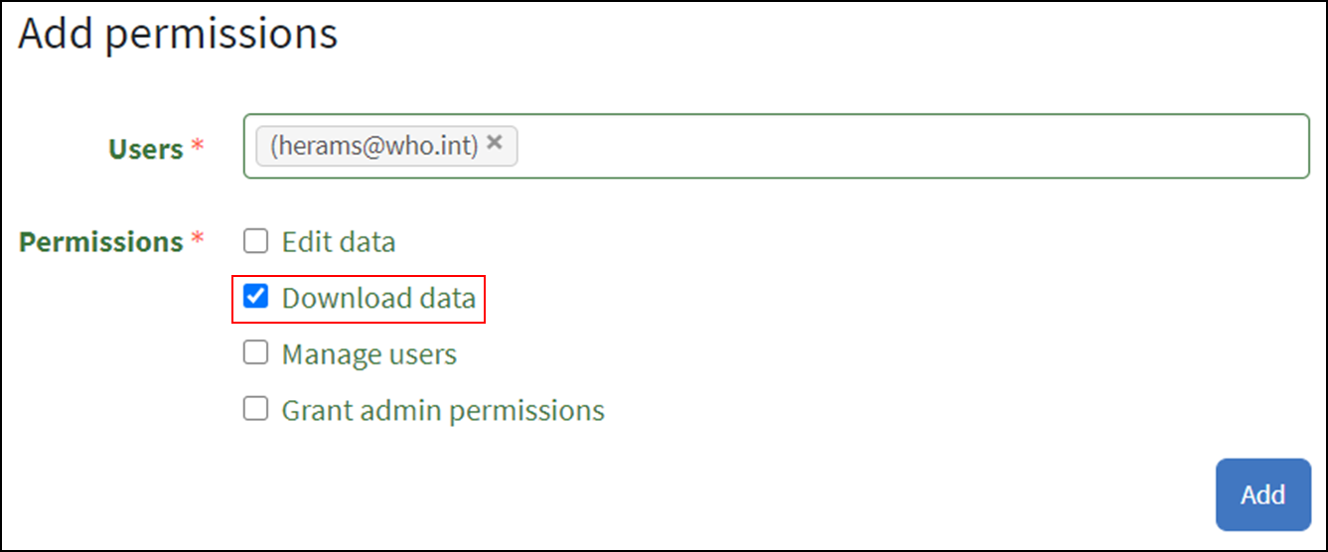 Add permissions
Users * (herams@who.int) ×
Permissions * Edit data
Download data
Manage users
Grant admin permissions
Add